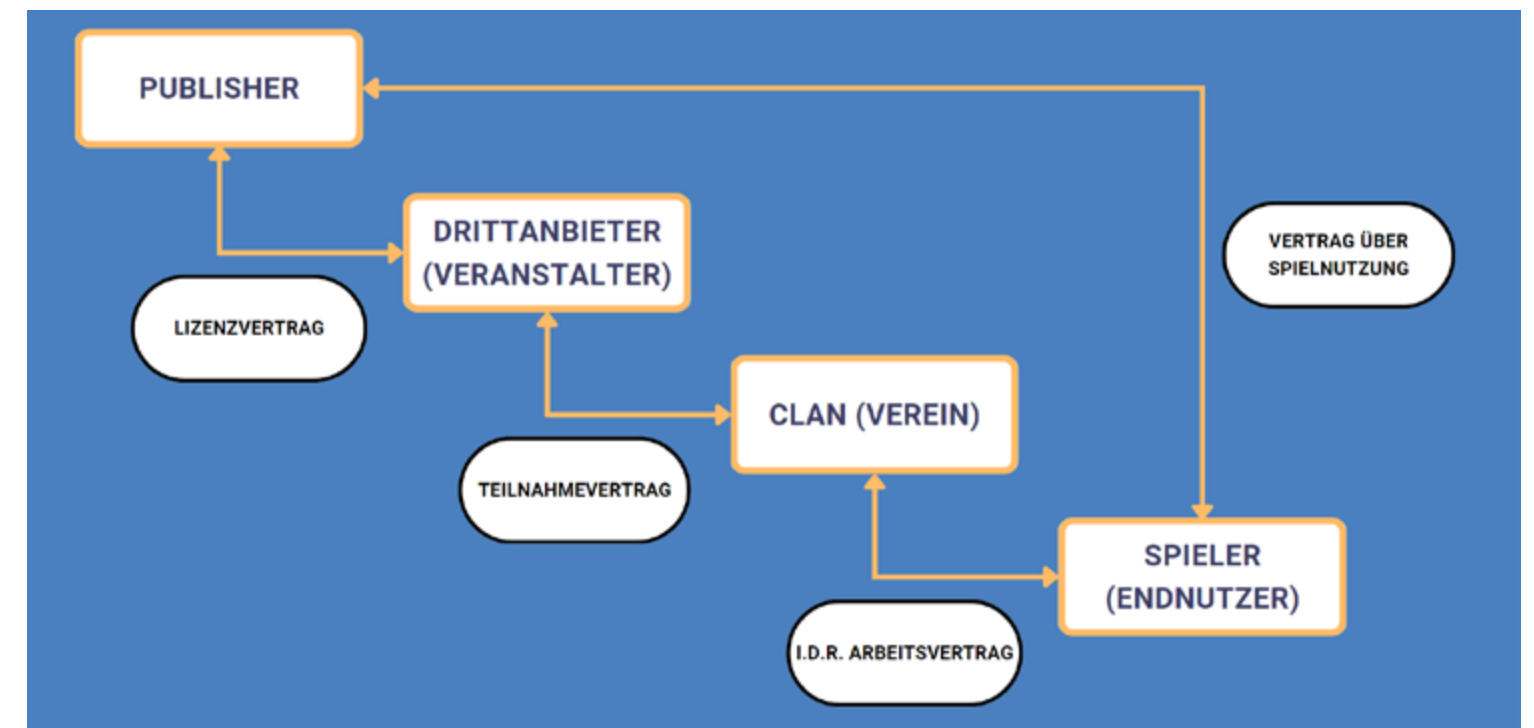 PUBLISHER
DRITTANBIETER
(VERANSTALTER)
VERTRAG ÜBER
SPIELNUTZUNG
LIZENZVERTRAG
CLAN (VEREIN)
TEILNAHMEVERTRAG
SPIELER
(ENDNUTZER)
I.D.R. ARBEITSVERTRAG